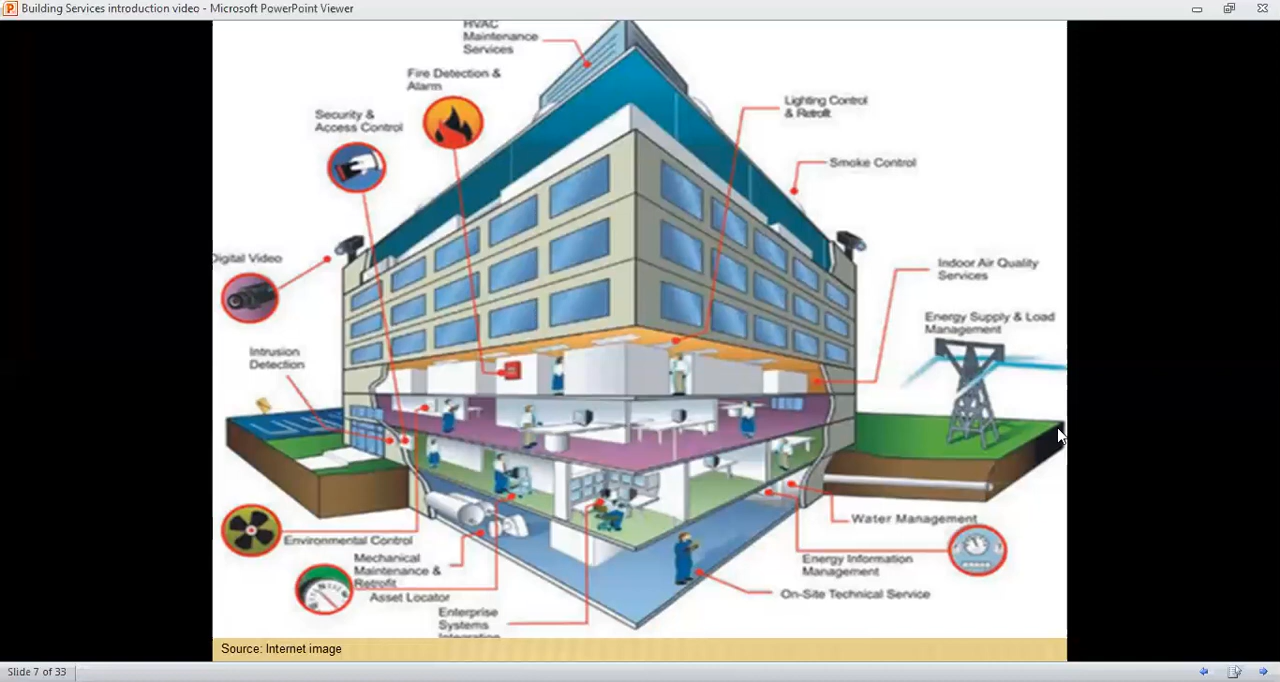 Building Services introduction video - Microsoft PowerPoint Viewer
HVAC
Maintenance
Services
Fire Detection &
Alarm
Security &
Access Control
Lighting Control
& Retrofit
Smoke Control
Digital Video
Indoor Air Quality
Services
Energy Supply & Load
Management
Intrusion
Detection
Environmental Control
Mechanical
Maintenance &
Retrofit
Asset Locator
Enterprise
Systems
Integration
Water Management
Energy Information
Management
On-Site Technical Service
Source: Internet image
Slide 7 of 33